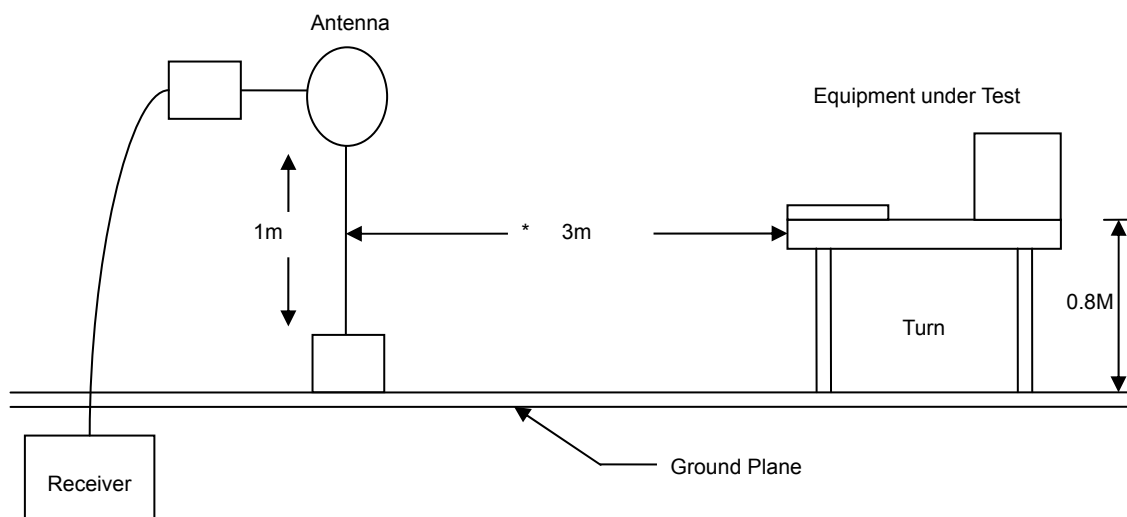 Antenna
Equipment under Test
1m
* 3m
0.8M
Turn
Ground Plane
Receiver